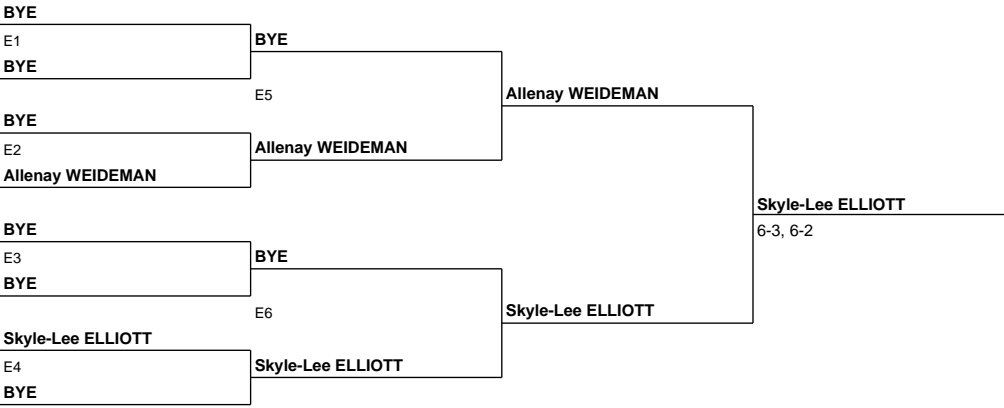 BYE
E1
BYE
BYE
E5
BYE
E2
Allenay WEIDEMAN
Allenay WEIDEMAN
Allenay WEIDEMAN
BYE
E3
BYE
BYE
E6
Skyle-Lee ELLIOTT
E4
BYE
Skyle-Lee ELLIOTT
Skyle-Lee ELLIOTT
Skyle-Lee ELLIOTT
6-3, 6-2